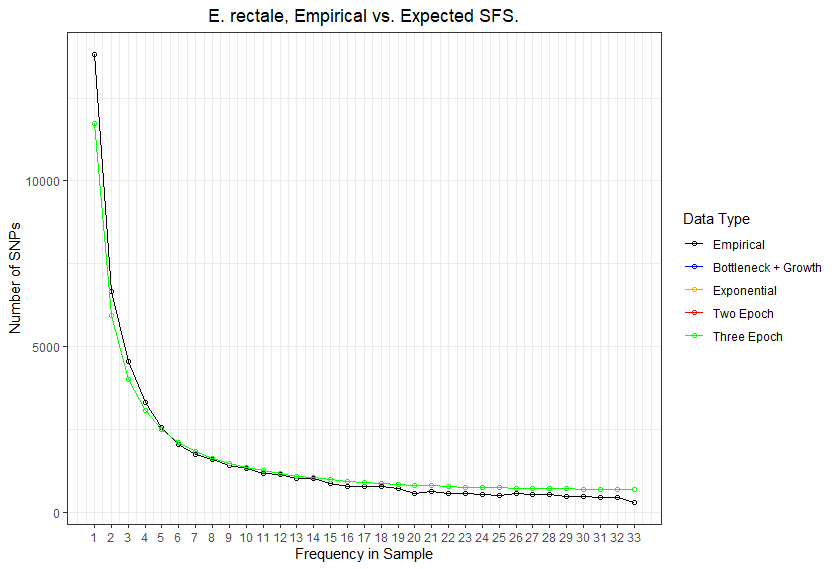 E. rectale, Empirical vs. Expected SFS.
Number of SNPs
10000
5000
0
1 2 3 4 5 6 7 8 9 10 11 12 13 14 15 16 17 18 19 20 21 22 23 24 25 26 27 28 29 30 31 32 33
Frequency in Sample
Data Type
Empirical
Bottleneck + Growth
Exponential
Two Epoch
Three Epoch